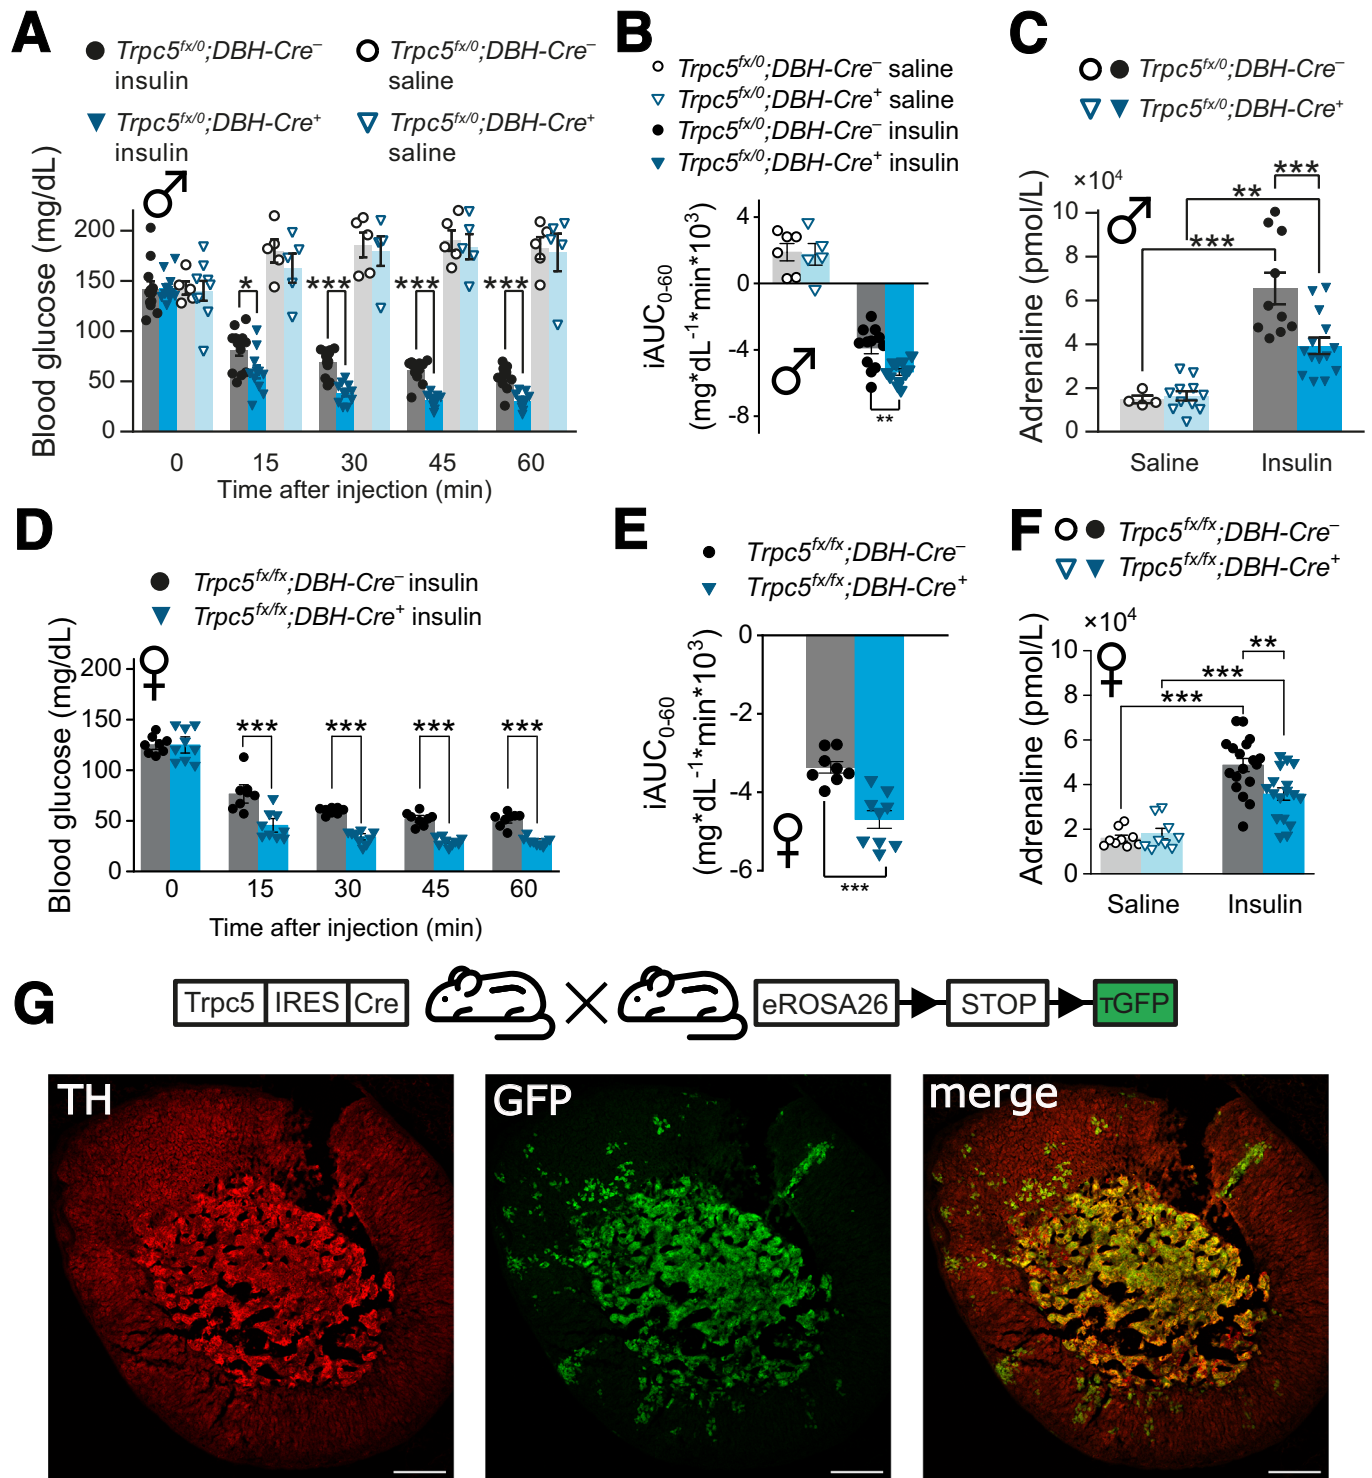 A
Trpc5fx/0;DBH-Cre–
insulin
Trpc5fx/0;DBH-Cre–
saline
Trpc5fx/0;DBH-Cre+
insulin
Trpc5fx/0;DBH-Cre+
saline
♂
Blood glucose (mg/dL)
200
150
100
50
0
*
***
***
***
0 15 30 45 60
Time after injection (min)
B
Trpc5fx/0;DBH-Cre– saline
Trpc5fx/0;DBH-Cre+ saline
Trpc5fx/0;DBH-Cre– insulin
Trpc5fx/0;DBH-Cre+ insulin
iAUC0-60
(mg*dL-1*min*103)
4
0
-4
-8
♂
**
C
Trpc5fx/0;DBH-Cre–
Trpc5fx/0;DBH-Cre+
Adrenaline (pmol/L)
×104
10
8
6
4
2
0
♂
***
**
***
Saline Insulin
D
Trpc5fx/fx;DBH-Cre– insulin
Trpc5fx/fx;DBH-Cre+ insulin
♀
Blood glucose (mg/dL)
200
150
100
50
0
***
***
***
***
0 15 30 45 60
Time after injection (min)
E
Trpc5fx/fx;DBH-Cre–
Trpc5fx/fx;DBH-Cre+
iAUC0-60
(mg*dL-1*min*103)
0
-2
-4
-6
♀
***
F
Trpc5fx/fx;DBH-Cre–
Trpc5fx/fx;DBH-Cre+
Adrenaline (pmol/L)
×104
10
8
6
4
2
0
♀
**
***
***
Saline Insulin
G
Trpc5 IRES Cre
eROSA26 STOP τGFP
TH
GFP
merge